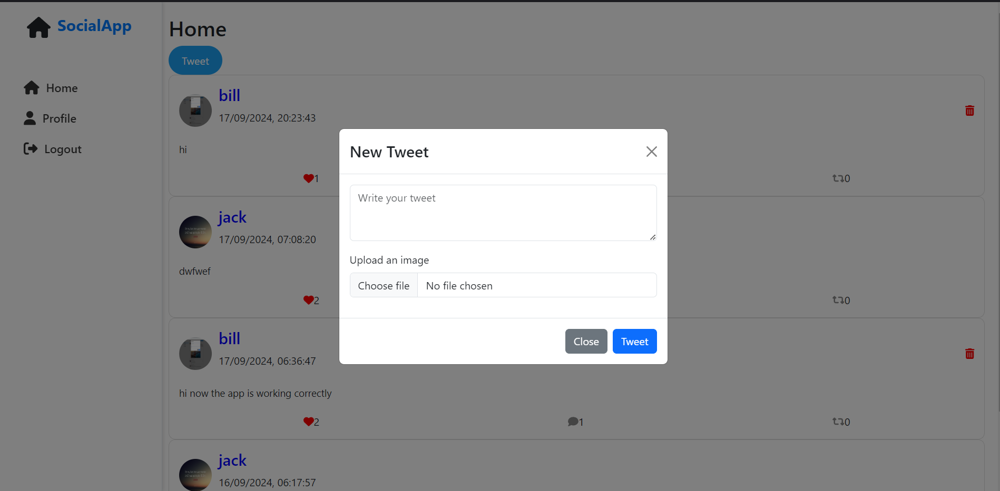 SocialApp
Home
Profile
Logout
Home
Tweet
bill
17/09/2024, 20:23:43
hi
1
0
jack
17/09/2024, 07:08:20
dwfwef
2
0
bill
17/09/2024, 06:36:47
hi now the app is working correctly
2
1
0
jack
16/09/2024, 06:17:57
New Tweet
Write your tweet
Upload an image
Choose file No file chosen
Close Tweet